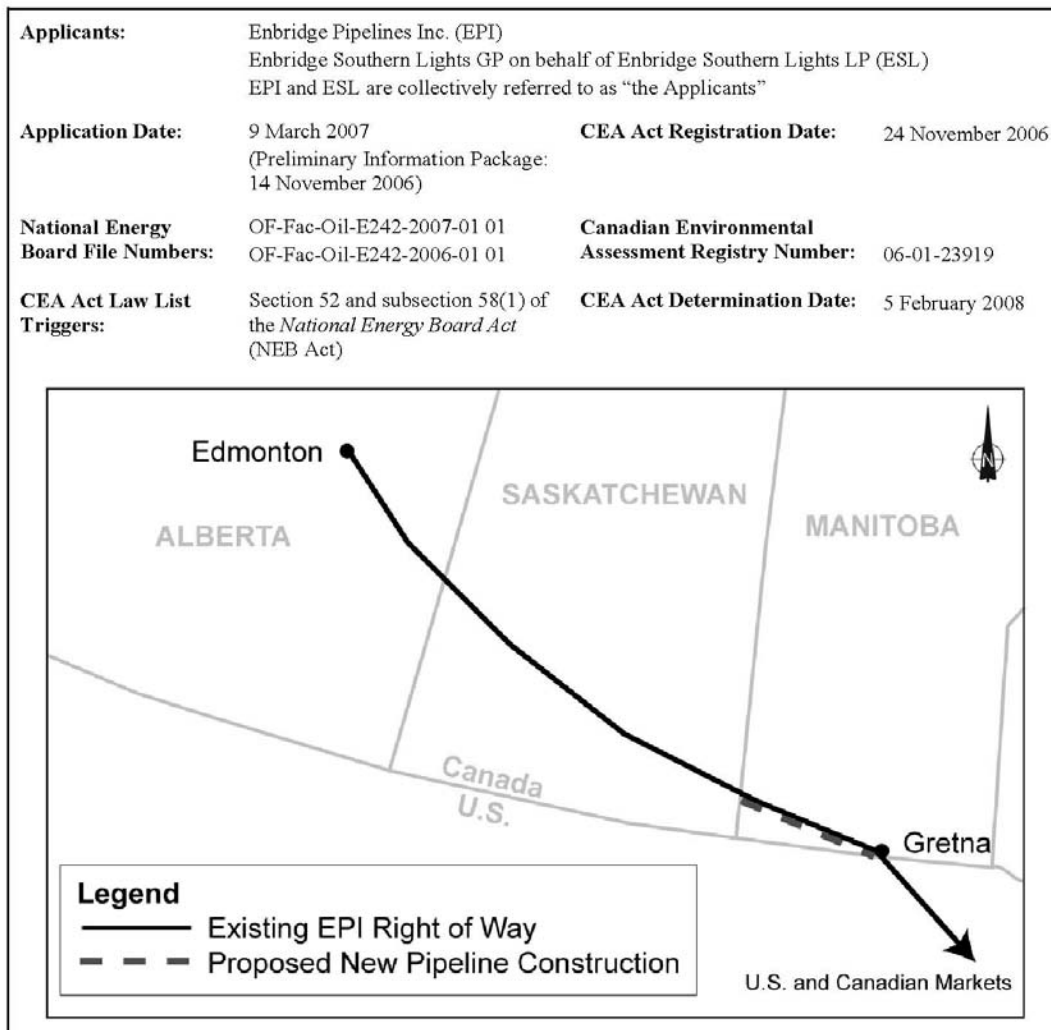 Applicants: Enbridge Pipelines Inc. (EPI)
Enbridge Southern Lights GP on behalf of Enbridge Southern Lights LP (ESL)
EPI and ESL are collectively referred to as “the Applicants”
Application Date: 9 March 2007
(Preliminary Information Package:
14 November 2006)
CEA Act Registration Date: 24 November 2006
National Energy
Board File Numbers:
OF-Fac-Oil-E242-2007-01 01
OF-Fac-Oil-E242-2006-01 01
Canadian Environmental
Assessment Registry Number: 06-01-23919
CEA Act Law List
Triggers:
Section 52 and subsection 58(1) of
the National Energy Board Act
(NEB Act)
CEA Act Determination Date: 5 February 2008
N
Edmonton
SASKATCHEWAN
ALBERTA
MANITOBA
Canada
U.S.
Gretna
Legend
Existing EPI Right of Way
Proposed New Pipeline Construction
U.S. and Canadian Markets